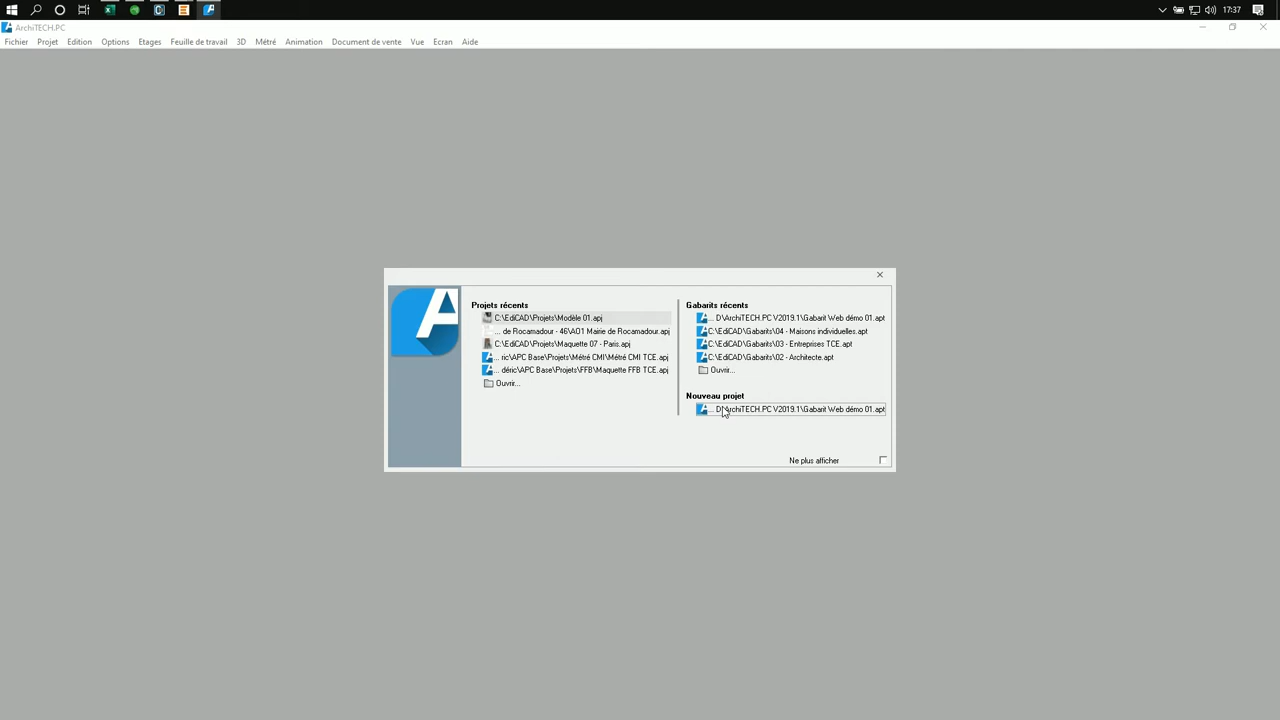 17:37
ArchiTECH.PC
Fichier Projet Edition Options Etages Feuille de travail 3D Métré Animation Document de vente Vue Ecran Aide
Projets récents
C:\EdiCAD\Projets\Modèle 01.apj
... de Rocamadour - 46\AO1 Mairie de Rocamadour.apj
C:\EdiCAD\Projets\Maquette 07 - Paris.apj
... ric\APC Base\Projets\Métré CMI\Métré CMI TCE.apj
... déric\APC Base\Projets\FFB\Maquette FFB TCE.apj
Ouvrir...
Gabarits récents
... D\ArchiTECH.PC V2019.1\Gabarit Web démo 01.apt
C:\EdiCAD\Gabarits\04 - Maisons individuelles.apt
C:\EdiCAD\Gabarits\03 - Entreprises TCE.apt
C:\EdiCAD\Gabarits\02 - Architecte.apt
Ouvrir...
Nouveau projet
... D\ArchiTECH.PC V2019.1\Gabarit Web démo 01.apt
Ne plus afficher